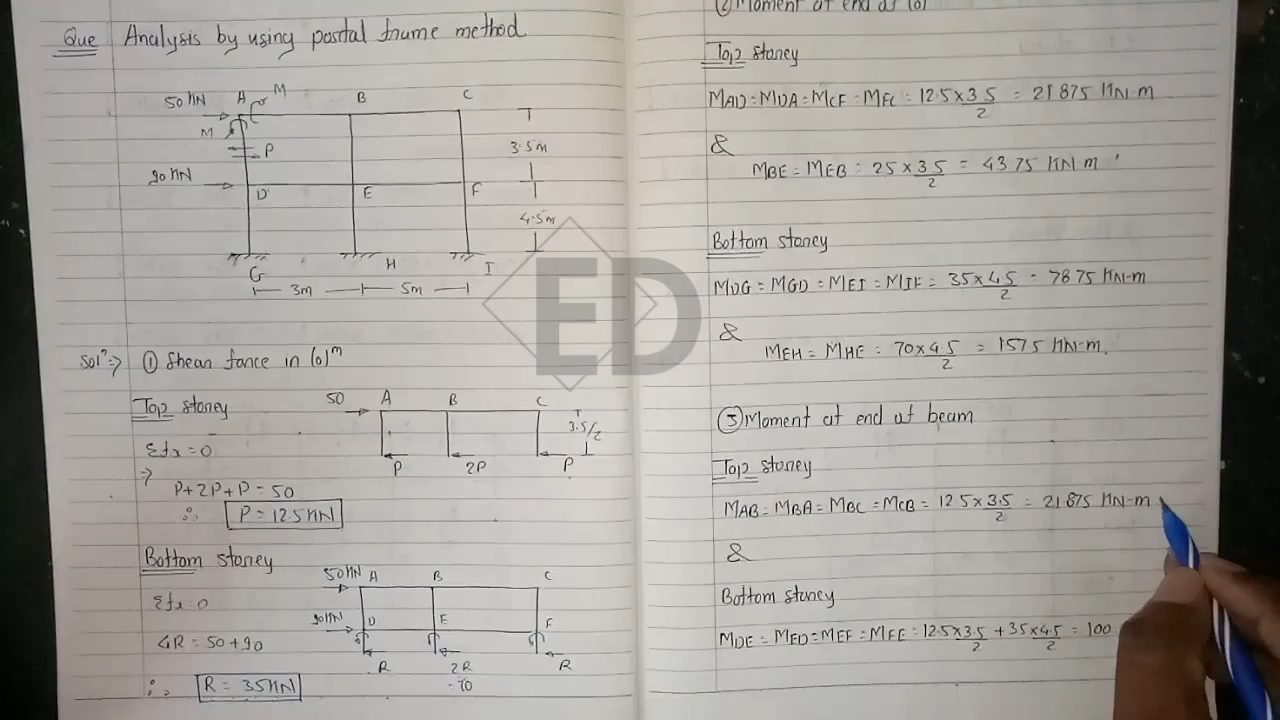 Que Analysis by using portal frame method
50 KN A M B C
M
P 3.5m
90 KN
D E F
4.5m
G H I
3m 5m
Solⁿ⇒ ① Shear force in colᵐ
Top storey
50 A B C
3.5/2
Σfx = 0
P 2P P
⇒ P+2P+P = 50
∴ P = 12.5 KN
Bottom storey
50 KN A B C
Σfx = 0
90 KN D E F
4R = 50+90
R 2R R
∴ R = 35 KN
= 70
② Moment at end of col
Top storey
MAD = MDA = MCF = MFC = 12.5 × 3.5/2 = 21.875 KN-m
&
MBE = MEB = 25 × 3.5/2 = 43.75 KN m
Bottom storey
MDG = MGD = MFI = MIF = 35 × 4.5/2 = 78.75 KN-m
&
MEH = MHE = 70 × 4.5/2 = 157.5 KN-m.
③ Moment at end of beam
Top storey
MAB = MBA = MBC = MCB = 12.5 × 3.5/2 = 21.875 KN-m
&
Bottom storey
MDE = MED = MEF = MFE = 12.5 × 3.5/2 + 35 × 4.5/2 = 100
ED